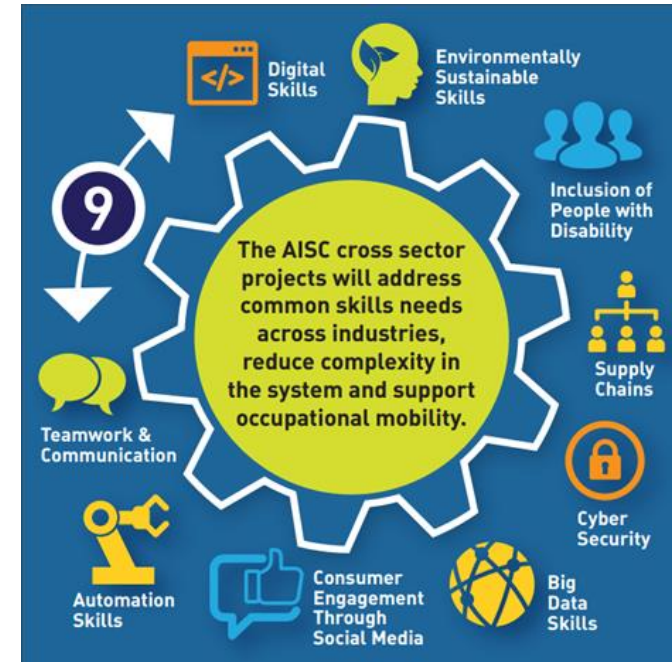 </>
Digital
Skills
Environmentally
Sustainable
Skills
9
Inclusion of
People with
Disability
The AISC cross sector
projects will address
common skills needs
across industries,
reduce complexity in
the system and support
occupational mobility.
Supply
Chains
Teamwork &
Communication
Cyber
Security
Automation
Skills
Consumer
Engagement
Through
Social Media
Big
Data
Skills